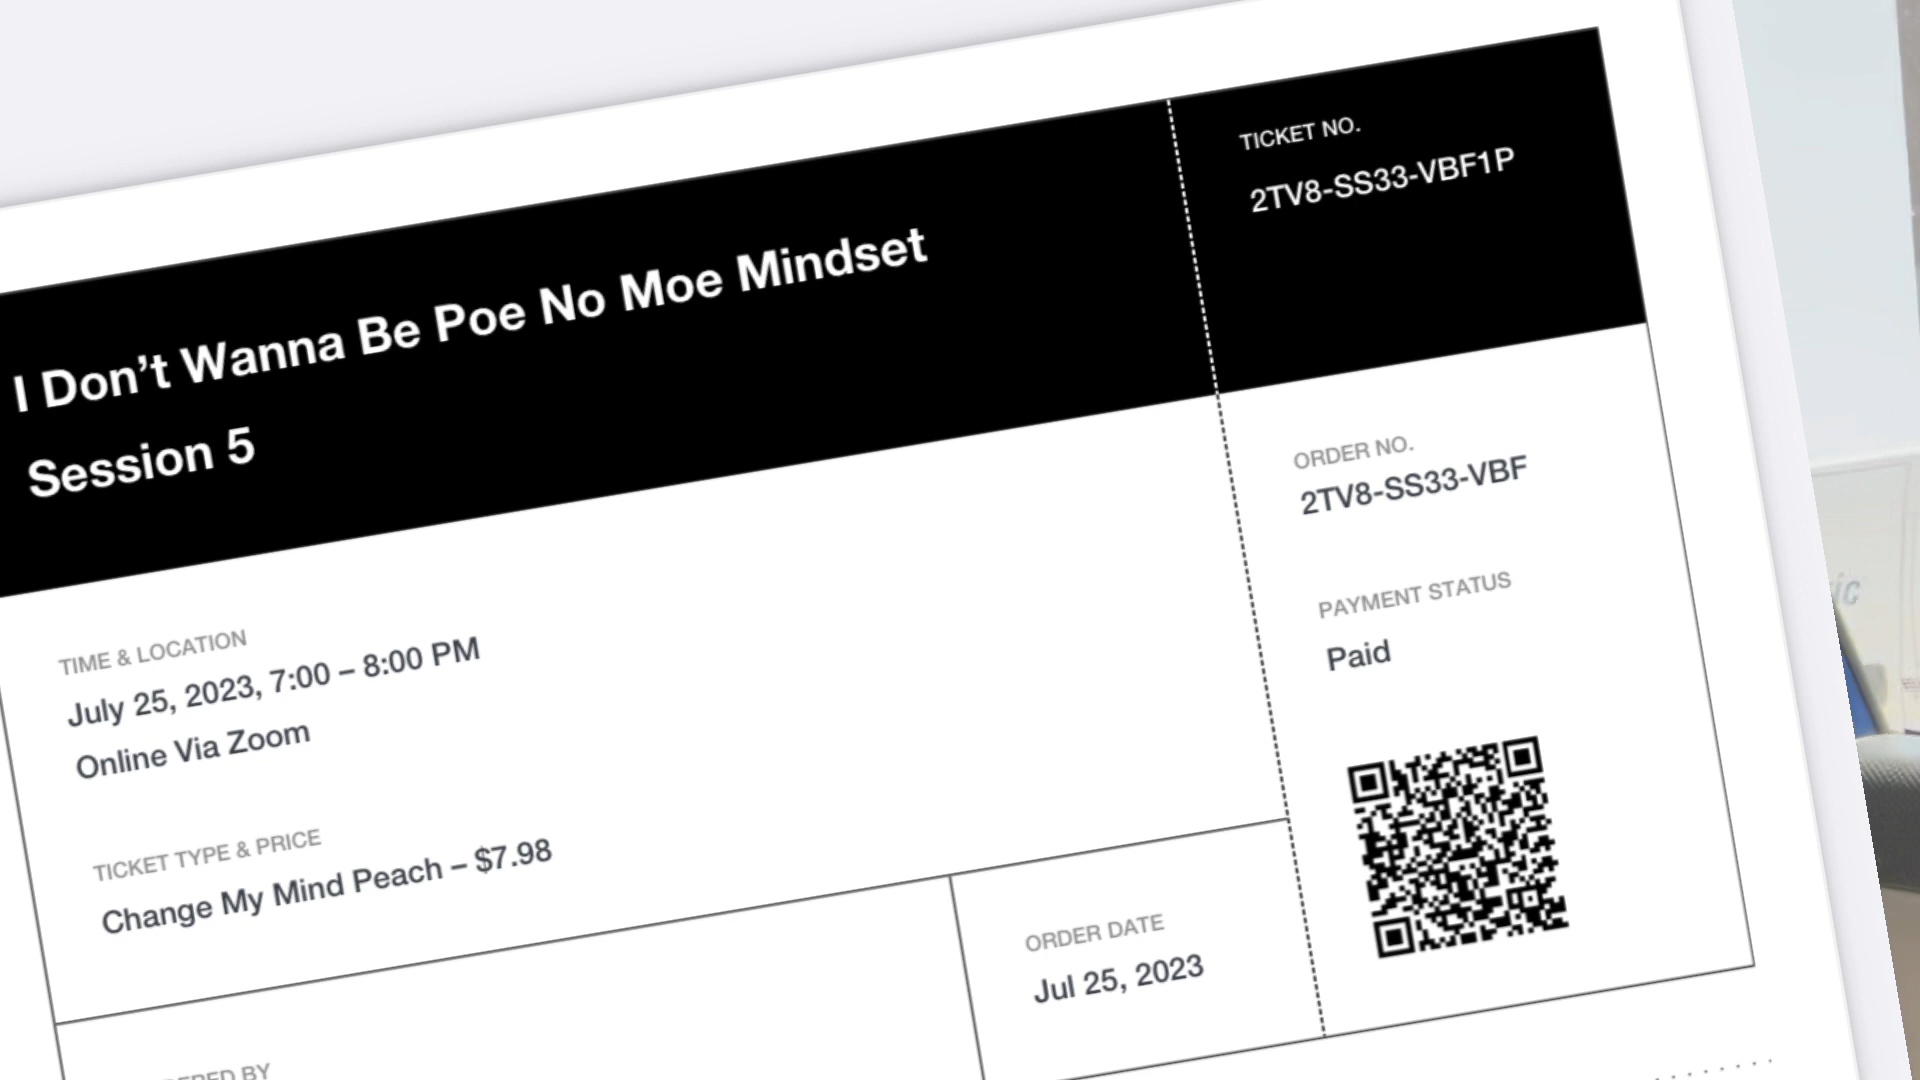 I Don’t Wanna Be Poe No Moe Mindset
Session 5
TICKET NO.
2TV8-SS33-VBF1P
TIME & LOCATION
July 25, 2023, 7:00 – 8:00 PM
Online Via Zoom
TICKET TYPE & PRICE
Change My Mind Peach – $7.98
ORDER NO.
2TV8-SS33-VBF
PAYMENT STATUS
Paid
ORDER DATE
Jul 25, 2023
BY